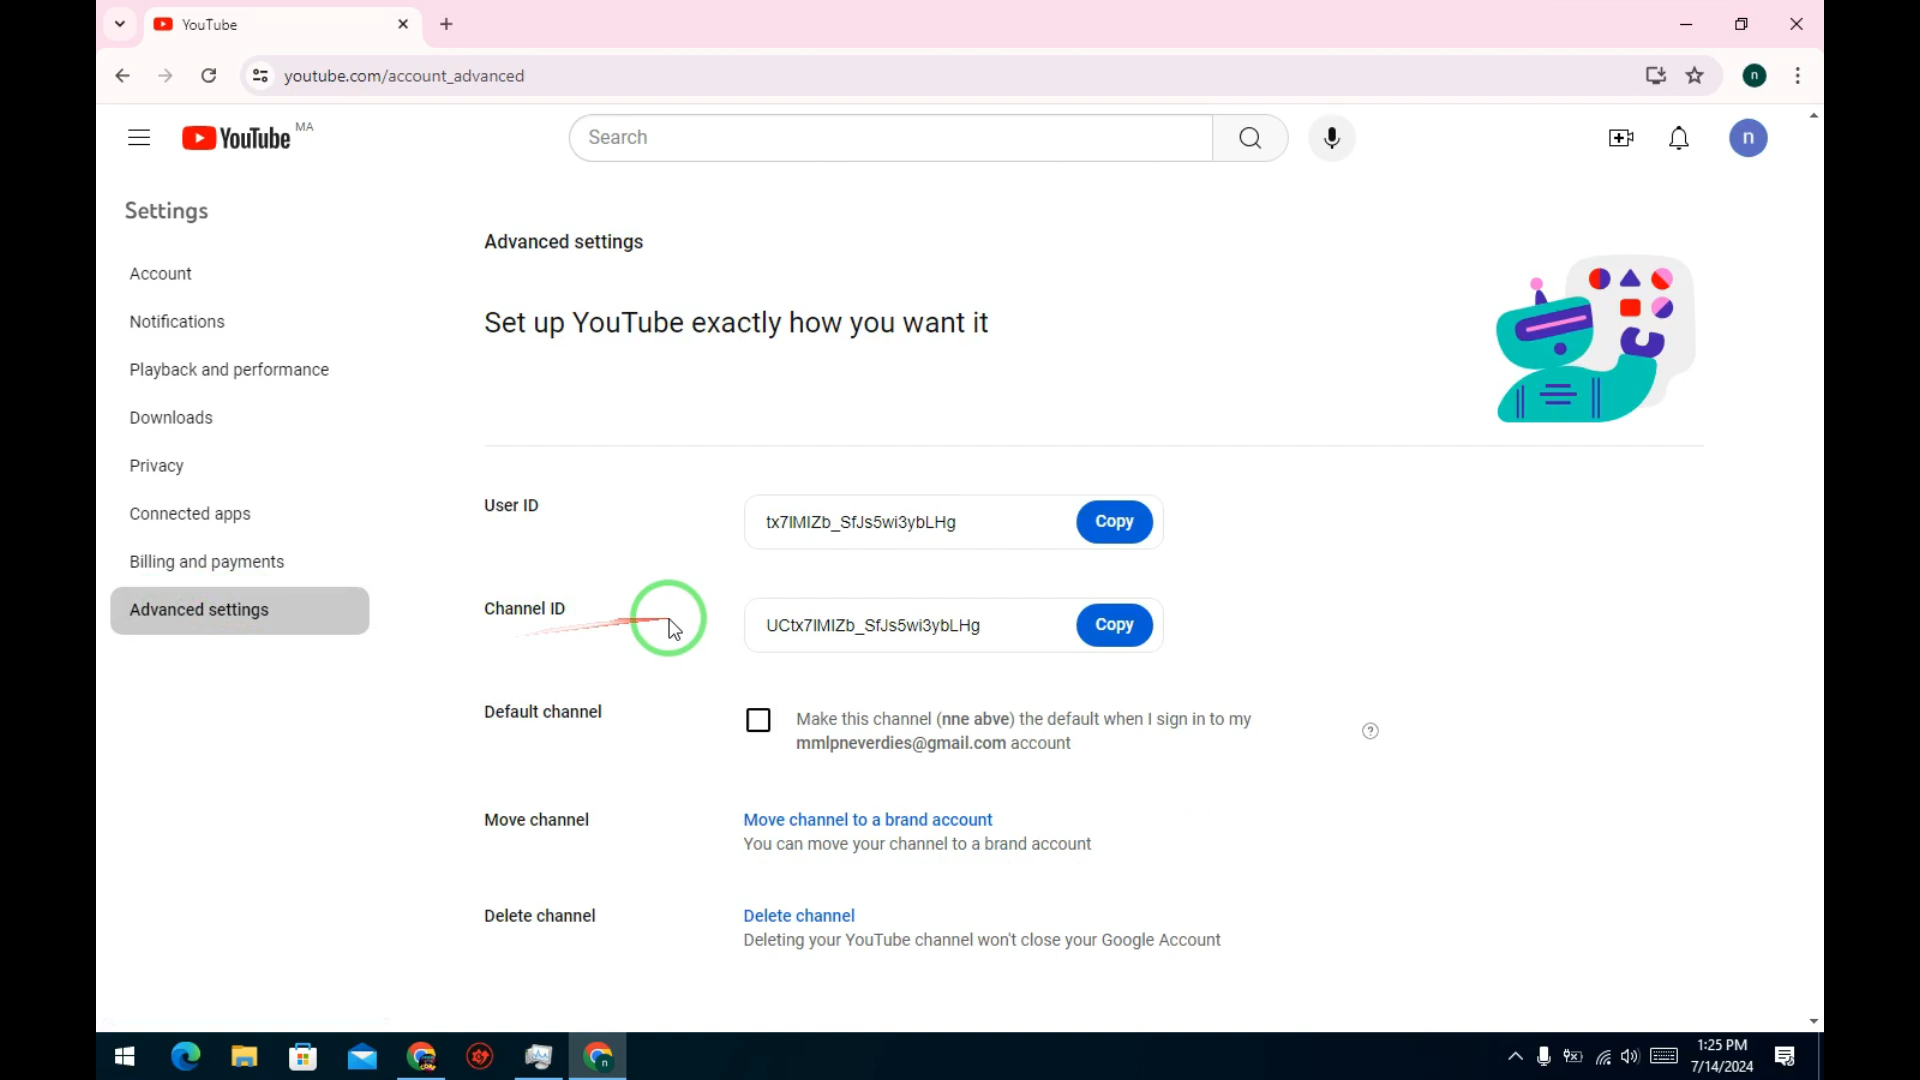 YouTube
youtube.com/account_advanced
n
YouTube MA
Search
n
Settings
Account
Notifications
Playback and performance
Downloads
Privacy
Connected apps
Billing and payments
Advanced settings
Advanced settings
Set up YouTube exactly how you want it
User ID
tx7lMIZb_SfJs5wi3ybLHg
Copy
Channel ID
UCtx7lMIZb_SfJs5wi3ybLHg
Copy
Default channel
Make this channel (nne abve) the default when I sign in to my
mmlpneverdies@gmail.com account
?
Move channel
Move channel to a brand account
You can move your channel to a brand account
Delete channel
Delete channel
Deleting your YouTube channel won't close your Google Account
n
1:25 PM
7/14/2024